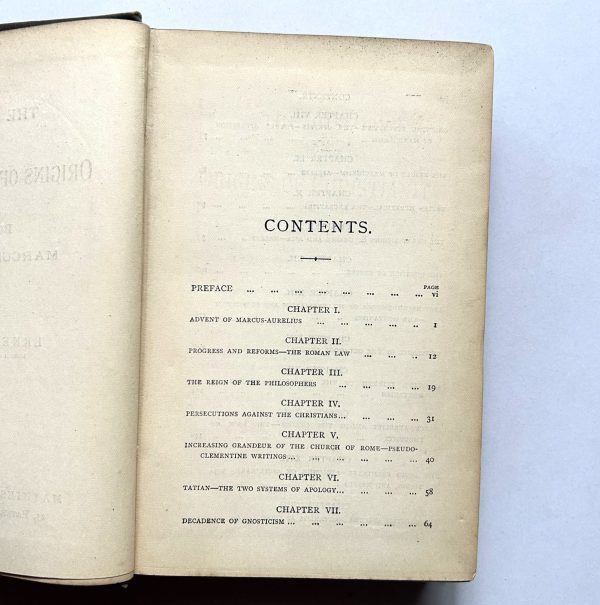 CONTENTS.
PAGE
PREFACE ... ... ... ... ... ... ... ... ... vi
CHAPTER I.
ADVENT OF MARCUS-AURELIUS ... ... ... ... .. 1
CHAPTER II.
PROGRESS AND REFORMS—THE ROMAN LAW ... ... .. 12
CHAPTER III.
THE REIGN OF THE PHILOSOPHERS ... ... ... ... 19
CHAPTER IV.
PERSECUTIONS AGAINST THE CHRISTIANS... ... ... ... 31
CHAPTER V.
INCREASING GRANDEUR OF THE CHURCH OF ROME—PSEUDO-
CLEMENTINE WRITINGS ... ... ... ... ... ... 40
CHAPTER VI.
TATIAN—THE TWO SYSTEMS OF APOLOGY... ... ... ... 58
CHAPTER VII.
DECADENCE OF GNOSTICISM ... ... ... ... ... ... 64